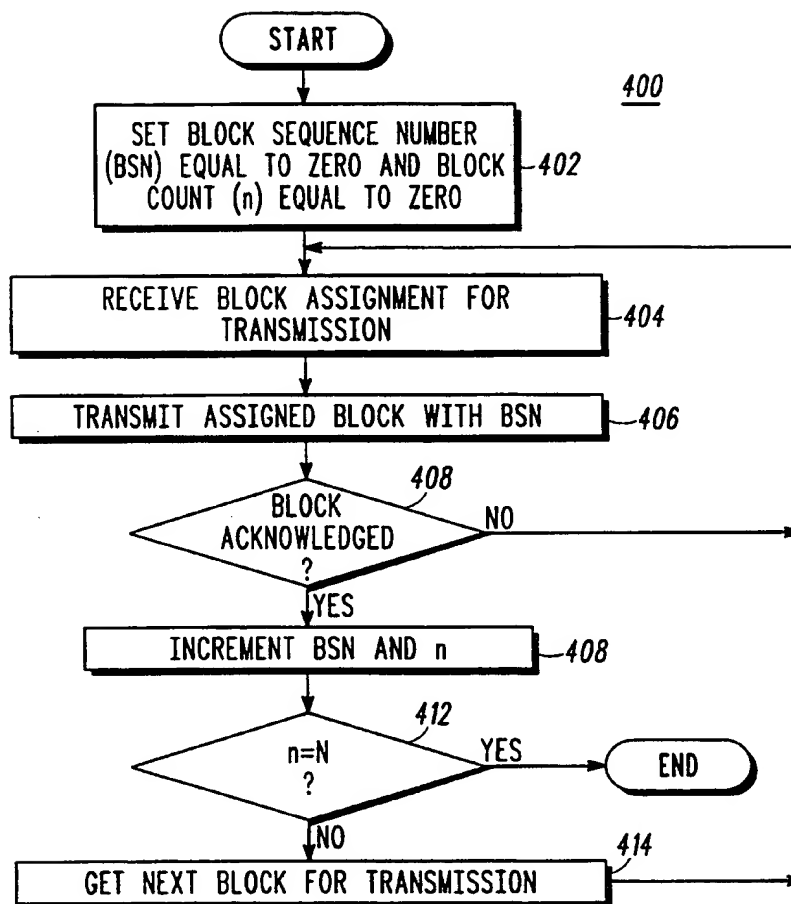 START
400
SET BLOCK SEQUENCE NUMBER
(BSN) EQUAL TO ZERO AND BLOCK
COUNT (n) EQUAL TO ZERO
402
RECEIVE BLOCK ASSIGNMENT FOR
TRANSMISSION
404
TRANSMIT ASSIGNED BLOCK WITH BSN
406
408
BLOCK
ACKNOWLEDGED
?
NO
YES
INCREMENT BSN AND n
408
412
n=N
?
YES
END
NO
414
GET NEXT BLOCK FOR TRANSMISSION